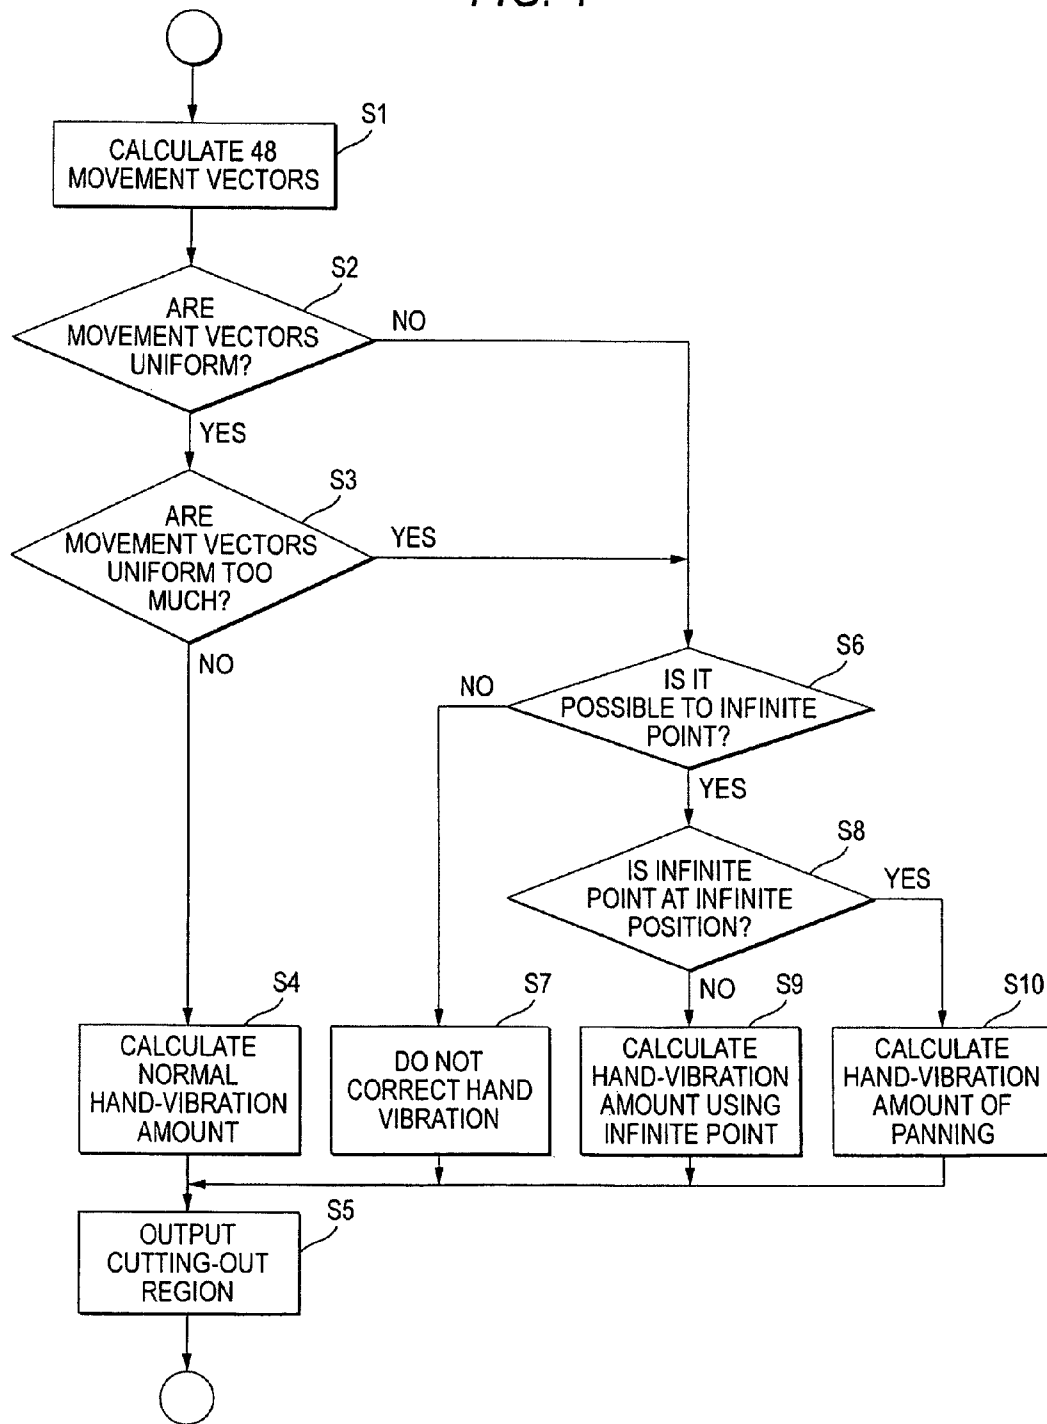 S1
CALCULATE 48
MOVEMENT VECTORS
S2
ARE
MOVEMENT VECTORS
UNIFORM?
NO
YES
S3
ARE
MOVEMENT VECTORS
UNIFORM TOO
MUCH?
YES
NO
S6
IS IT
POSSIBLE TO INFINITE
POINT?
NO
YES
S8
IS INFINITE
POINT AT INFINITE
POSITION?
YES
NO
S4
CALCULATE
NORMAL
HAND-VIBRATION
AMOUNT
S7
DO NOT
CORRECT HAND
VIBRATION
S9
CALCULATE
HAND-VIBRATION
AMOUNT USING
INFINITE POINT
S10
CALCULATE
HAND-VIBRATION
AMOUNT OF
PANNING
S5
OUTPUT
CUTTING-OUT
REGION